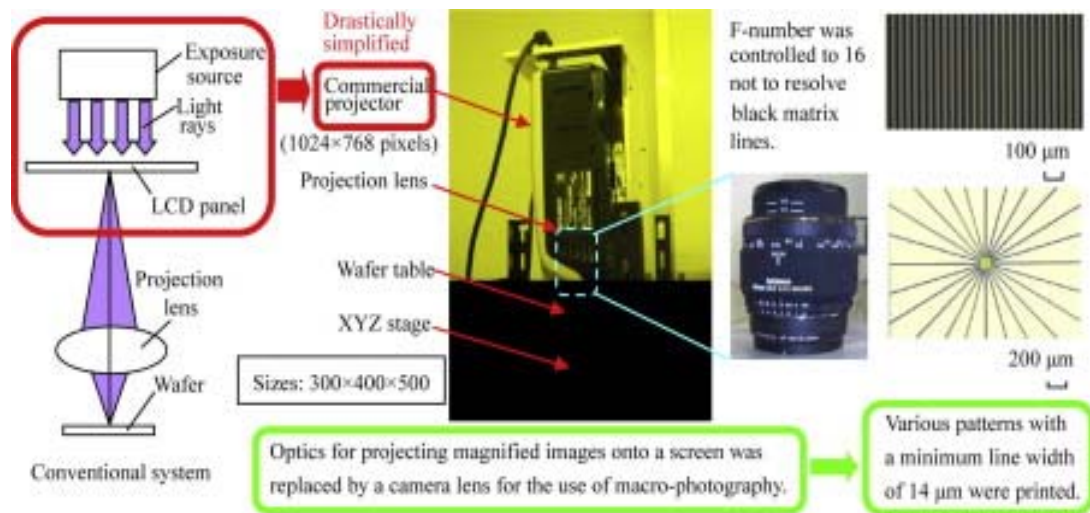 Exposure
source
Light
rays
LCD panel
Projection
lens
Wafer
Conventional system
Drastically
simplified
Commercial
projector
(1024×768 pixels)
Projection lens
Wafer table
XYZ stage
Sizes: 300×400×500
F-number was
controlled to 16
not to resolve
black matrix
lines.
100 μm
200 μm
Optics for projecting magnified images onto a screen was
replaced by a camera lens for the use of macro-photography.
Various patterns with
a minimum line width
of 14 μm were printed.